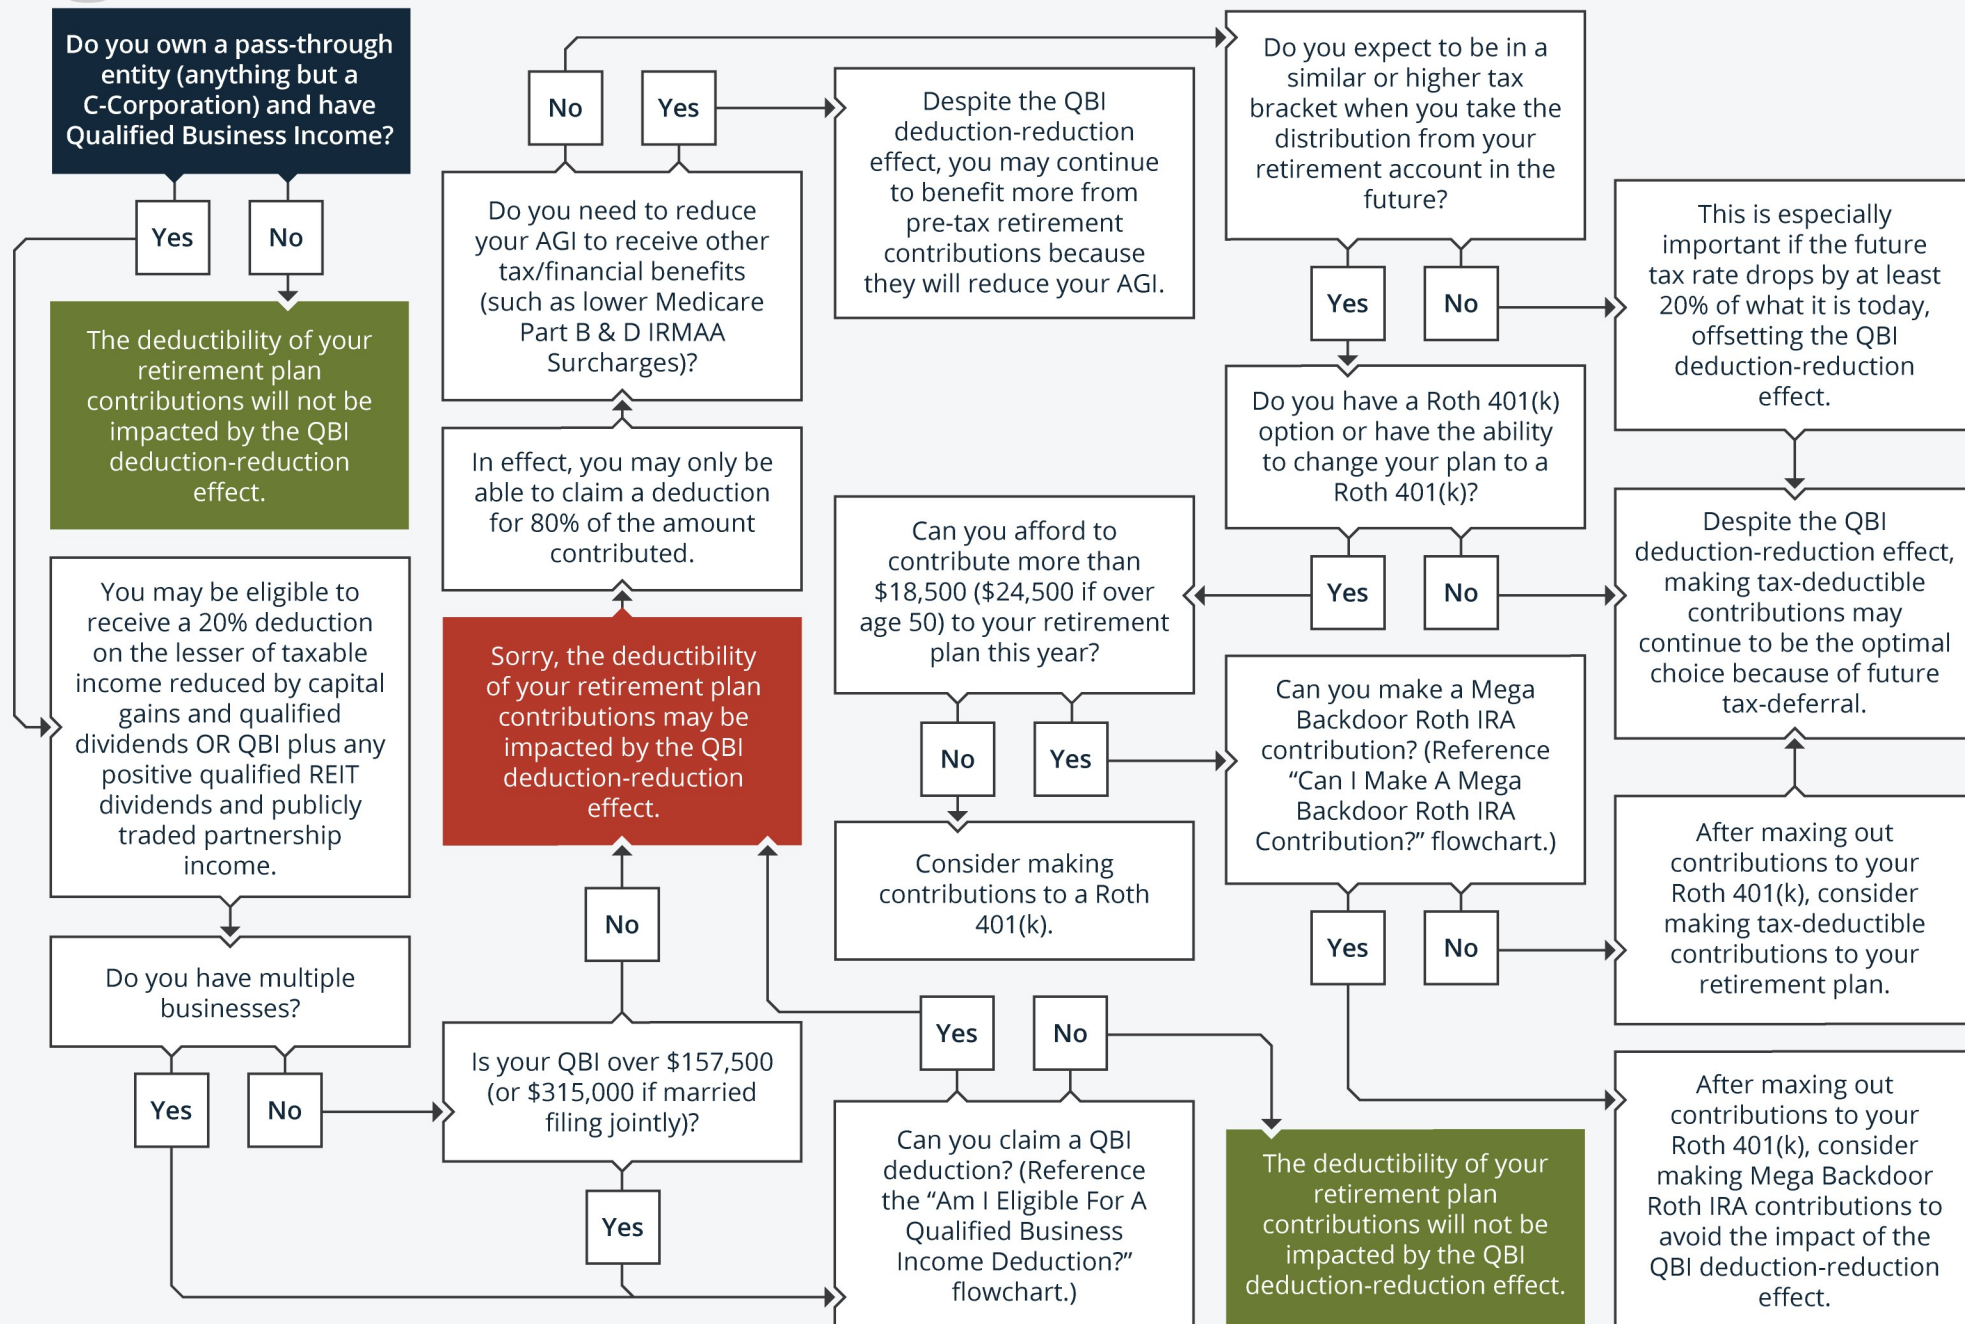 Do you own a pass-through
entity (anything but a
C-Corporation) and have
Qualified Business Income?
Yes
No
The deductibility of your
retirement plan
contributions will not be
impacted by the QBI
deduction-reduction
effect.
You may be eligible to
receive a 20% deduction
on the lesser of taxable
income reduced by capital
gains and qualified
dividends OR QBI plus any
positive qualified REIT
dividends and publicly
traded partnership
income.
Do you have multiple
businesses?
Yes
No
No
Yes
Do you need to reduce
your AGI to receive other
tax/financial benefits
(such as lower Medicare
Part B & D IRMAA
Surcharges)?
In effect, you may only be
able to claim a deduction
for 80% of the amount
contributed.
Sorry, the deductibility
of your retirement plan
contributions may be
impacted by the QBI
deduction-reduction
effect.
No
Is your QBI over $157,500
(or $315,000 if married
filing jointly)?
Yes
Despite the QBI
deduction-reduction
effect, you may continue
to benefit more from
pre-tax retirement
contributions because
they will reduce your AGI.
Can you afford to
contribute more than
$18,500 ($24,500 if over
age 50) to your retirement
plan this year?
No
Yes
Consider making
contributions to a Roth
401(k).
Yes
No
Can you claim a QBI
deduction? (Reference
the “Am I Eligible For A
Qualified Business
Income Deduction?”
flowchart.)
Do you expect to be in a
similar or higher tax
bracket when you take the
distribution from your
retirement account in the
future?
Yes
No
Do you have a Roth 401(k)
option or have the ability
to change your plan to a
Roth 401(k)?
Yes
No
Can you make a Mega
Backdoor Roth IRA
contribution? (Reference
“Can I Make A Mega
Backdoor Roth IRA
Contribution?” flowchart.)
Yes
No
The deductibility of your
retirement plan
contributions will not be
impacted by the QBI
deduction-reduction effect.
This is especially
important if the future
tax rate drops by at least
20% of what it is today,
offsetting the QBI
deduction-reduction
effect.
Despite the QBI
deduction-reduction effect,
making tax-deductible
contributions may
continue to be the optimal
choice because of future
tax-deferral.
After maxing out
contributions to your
Roth 401(k), consider
making tax-deductible
contributions to your
retirement plan.
After maxing out
contributions to your
Roth 401(k), consider
making Mega Backdoor
Roth IRA contributions to
avoid the impact of the
QBI deduction-reduction
effect.